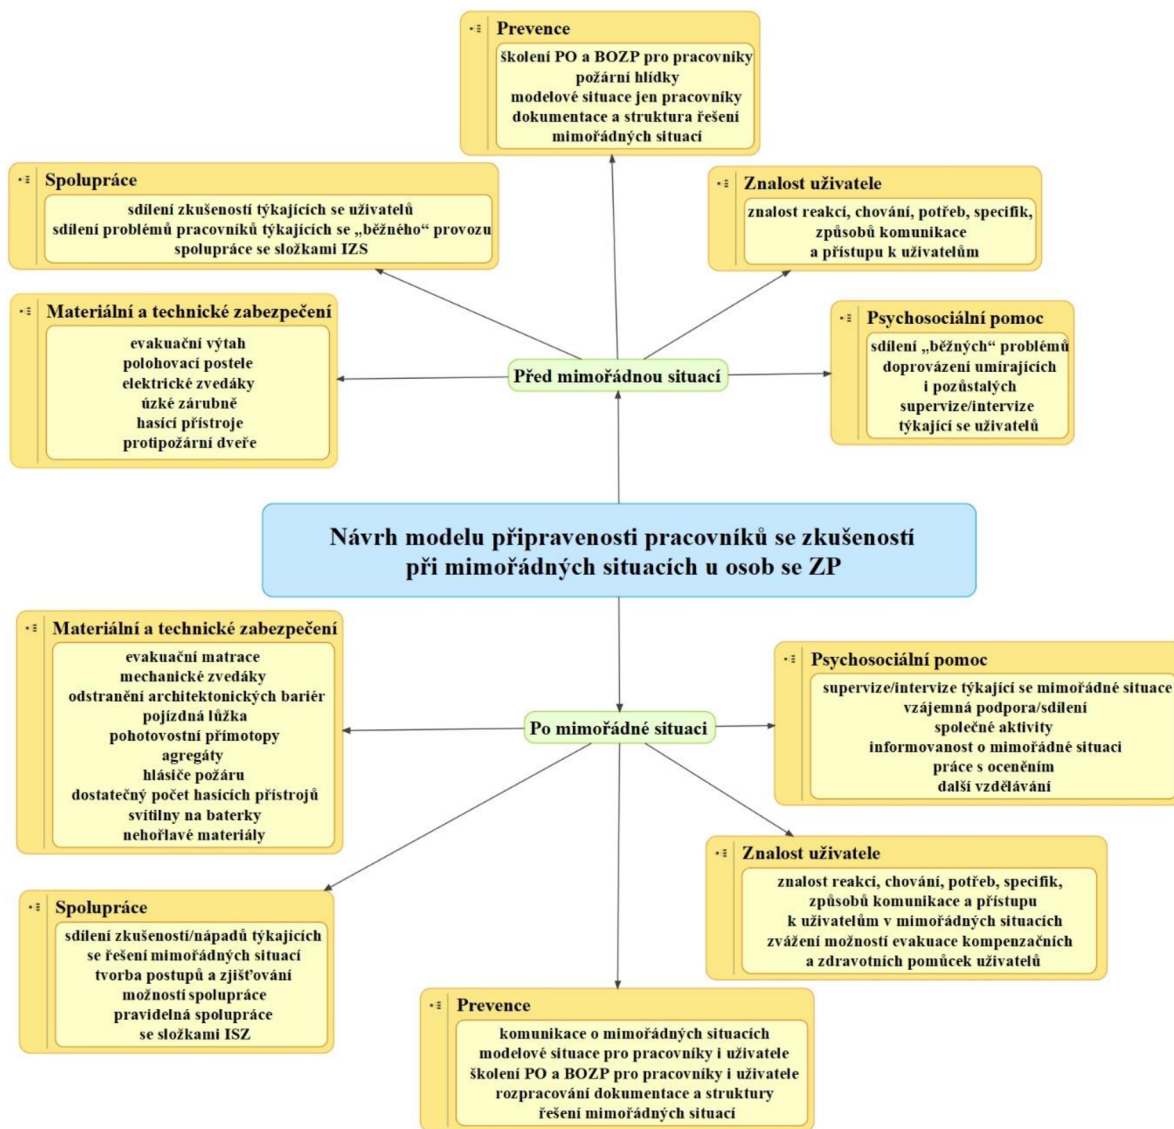 Prevence
školení PO a BOZP pro pracovníky
požární hlídky
modelové situace jen pracovníky
dokumentace a struktura řešení
mimořádných situací
Spolupráce
sdílení zkušeností týkajících se uživatelů
sdílení problémů pracovníků týkajících se „běžného“ provozu
spolupráce se složkami IZS
Znalost uživatele
znalost reakcí, chování, potřeb, specifik,
způsobů komunikace
a přístupu k uživatelům
Materiální a technické zabezpečení
evakuační výtah
polohovací postele
elektrické zvedáky
úzké zárubně
hasící přístroje
protipožární dveře
Před mimořádnou situací
Psychosociální pomoc
sdílení „běžných“ problémů
doprovázení umírajících
i pozůstalých
supervize/intervize
týkající se uživatelů
Návrh modelu připravenosti pracovníků se zkušeností
při mimořádných situacích u osob se ZP
Materiální a technické zabezpečení
evakuační matrace
mechanické zvedáky
odstranění architektonických bariér
pojízdná lůžka
pohotovostní přímotopy
agregáty
hlásiče požáru
dostatečný počet hasících přístrojů
svítilny na baterky
nehořlavé materiály
Po mimořádné situaci
Psychosociální pomoc
supervize/intervize týkající se mimořádné situace
vzájemná podpora/sdílení
společné aktivity
informovanost o mimořádné situaci
práce s oceněním
další vzdělávání
Znalost uživatele
znalost reakcí, chování, potřeb, specifik,
způsobů komunikace a přístupu
k uživatelům v mimořádných situacích
zvážení možností evakuace kompenzačních
a zdravotních pomůcek uživatelů
Spolupráce
sdílení zkušeností/nápadů týkajících
se řešení mimořádných situací
tvorba postupů a zjišťování
možností spolupráce
pravidelná spolupráce
se složkami ISZ
Prevence
komunikace o mimořádných situacích
modelové situace pro pracovníky i uživatele
školení PO a BOZP pro pracovníky i uživatele
rozpracování dokumentace a struktury
řešení mimořádných situací